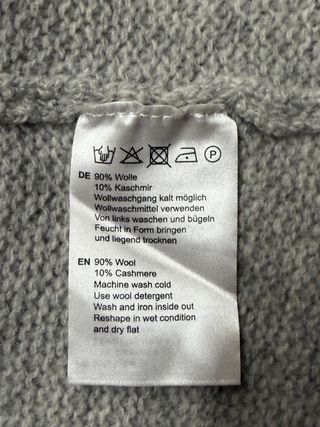 P
DE 90% Wolle
10% Kaschmir
Wollwaschgang kalt möglich
Wollwaschmittel verwenden
Von links waschen und bügeln
Feucht in Form bringen
und liegend trocknen
EN 90% Wool
10% Cashmere
Machine wash cold
Use wool detergent
Wash and iron inside out
Reshape in wet condition
and dry flat